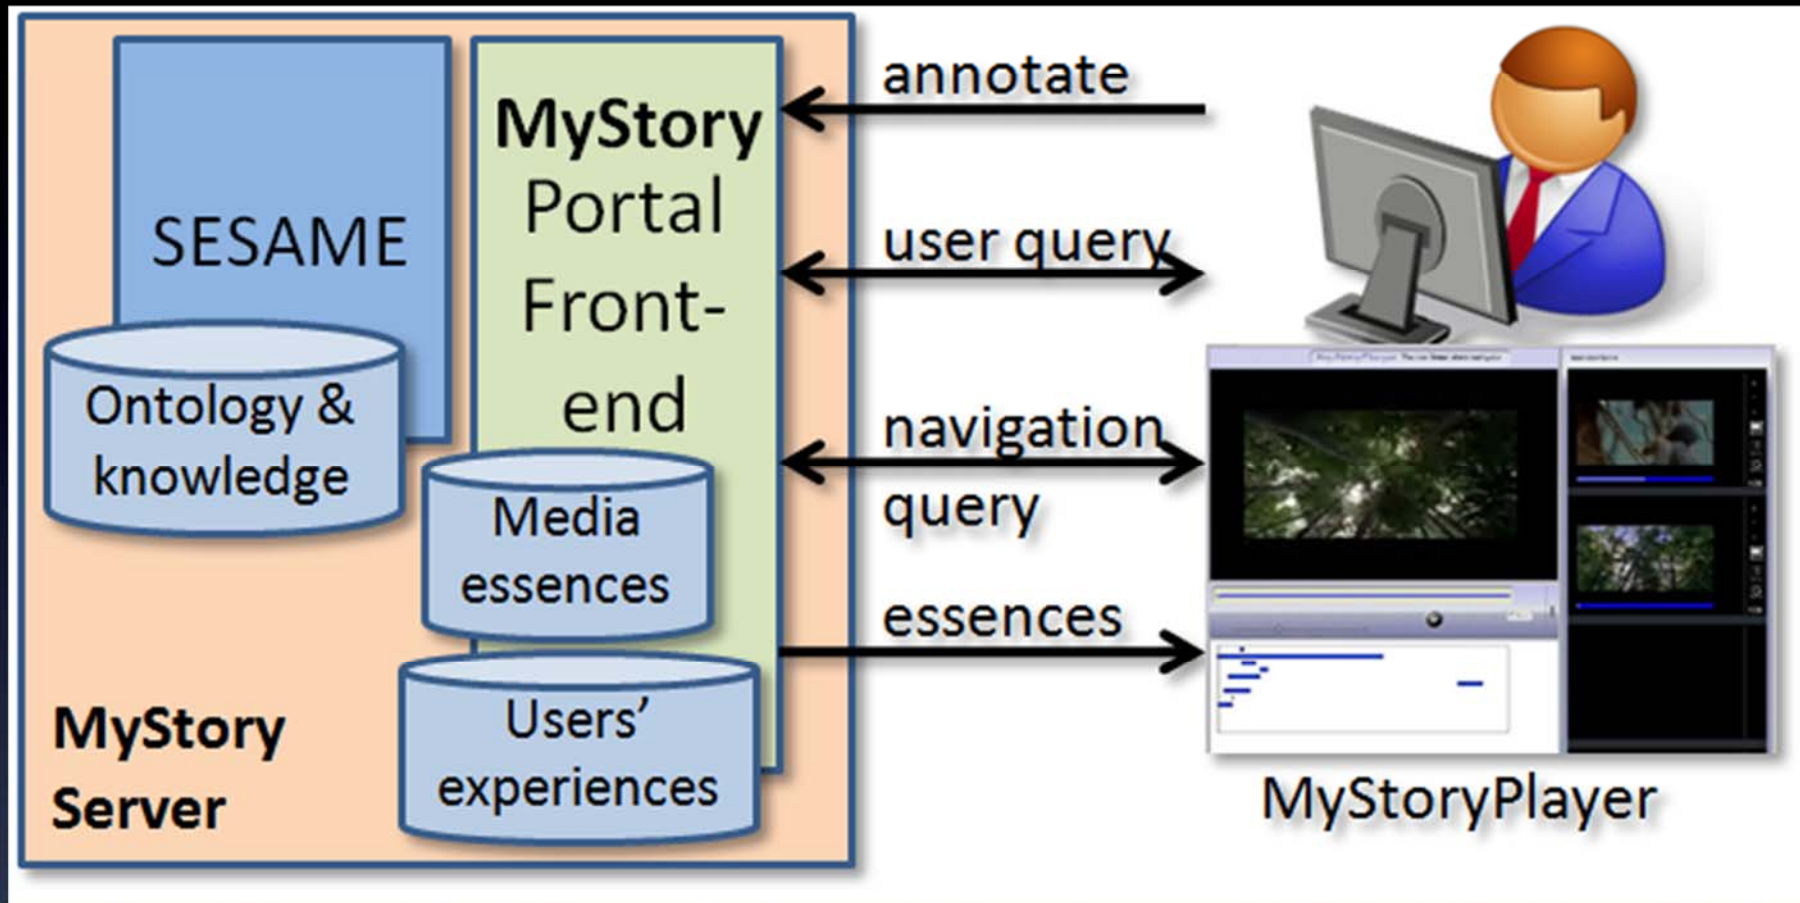 SESAME
Ontology &
knowledge
MyStory
Portal
Front-
end
Media
essences
Users’
experiences
MyStory
Server
annotate
user query
navigation
query
essences
MyStoryPlayer